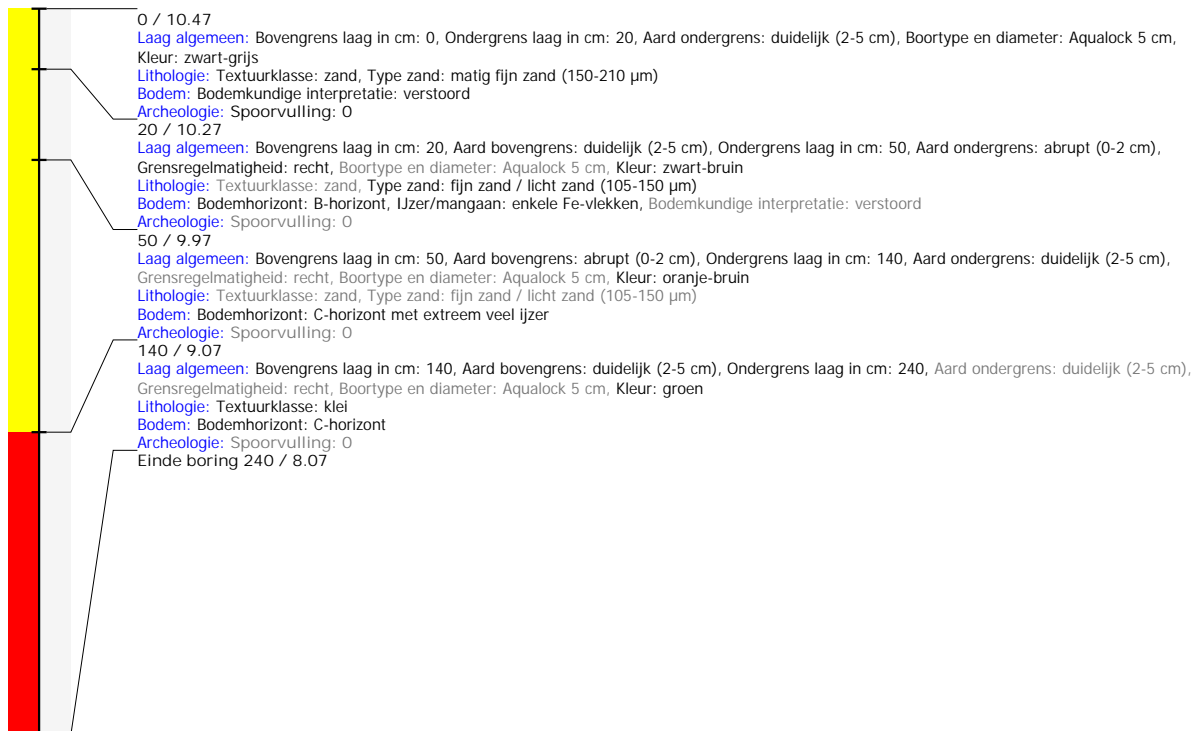 0 / 10.47
Laag algemeen: Bovengrens laag in cm: 0, Ondergrens laag in cm: 20, Aard ondergrens: duidelijk (2-5 cm), Boortype en diameter: Aqualock 5 cm,
Kleur: zwart-grijs
Lithologie: Textuurklasse: zand, Type zand: matig fijn zand (150-210 µm)
Bodem: Bodemkundige interpretatie: verstoord
Archeologie: Spoorvulling: 0
20 / 10.27
Laag algemeen: Bovengrens laag in cm: 20, Aard bovengrens: duidelijk (2-5 cm), Ondergrens laag in cm: 50, Aard ondergrens: abrupt (0-2 cm),
Grensregelmatigheid: recht, Boortype en diameter: Aqualock 5 cm, Kleur: zwart-bruin
Lithologie: Textuurklasse: zand, Type zand: fijn zand / licht zand (105-150 µm)
Bodem: Bodemhorizont: B-horizont, IJzer/mangaan: enkele Fe-vlekken, Bodemkundige interpretatie: verstoord
Archeologie: Spoorvulling: 0
50 / 9.97
Laag algemeen: Bovengrens laag in cm: 50, Aard bovengrens: abrupt (0-2 cm), Ondergrens laag in cm: 140, Aard ondergrens: duidelijk (2-5 cm),
Grensregelmatigheid: recht, Boortype en diameter: Aqualock 5 cm, Kleur: oranje-bruin
Lithologie: Textuurklasse: zand, Type zand: fijn zand / licht zand (105-150 µm)
Bodem: Bodemhorizont: C-horizont met extreem veel ijzer
Archeologie: Spoorvulling: 0
140 / 9.07
Laag algemeen: Bovengrens laag in cm: 140, Aard bovengrens: duidelijk (2-5 cm), Ondergrens laag in cm: 240, Aard ondergrens: duidelijk (2-5 cm),
Grensregelmatigheid: recht, Boortype en diameter: Aqualock 5 cm, Kleur: groen
Lithologie: Textuurklasse: klei
Bodem: Bodemhorizont: C-horizont
Archeologie: Spoorvulling: 0
Einde boring 240 / 8.07